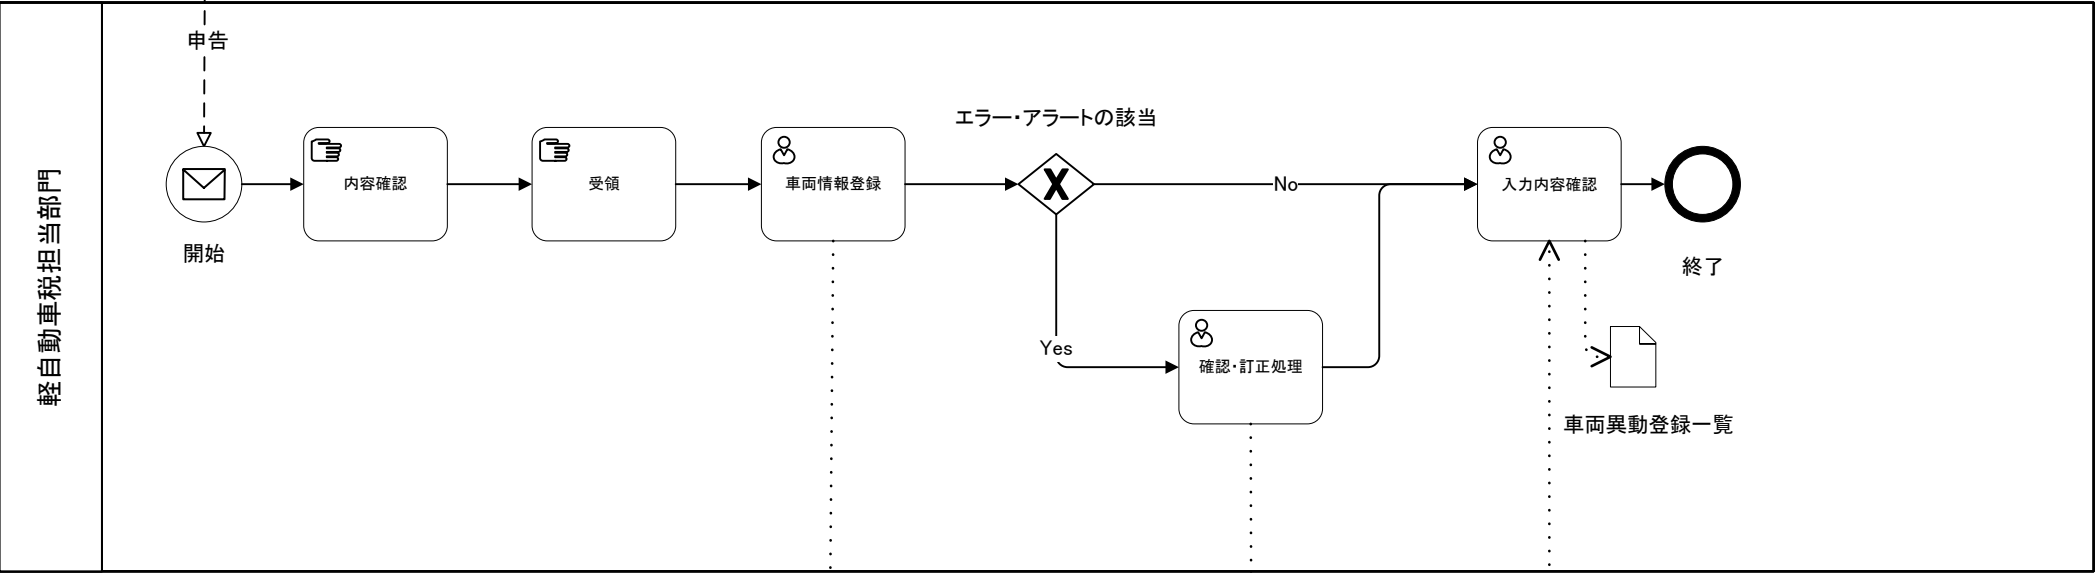 軽自動車税担当部門
申告
開始
内容確認
受領
車両情報登録
エラー・アラートの該当
No
Yes
確認・訂正処理
入力内容確認
終了
車両異動登録一覧